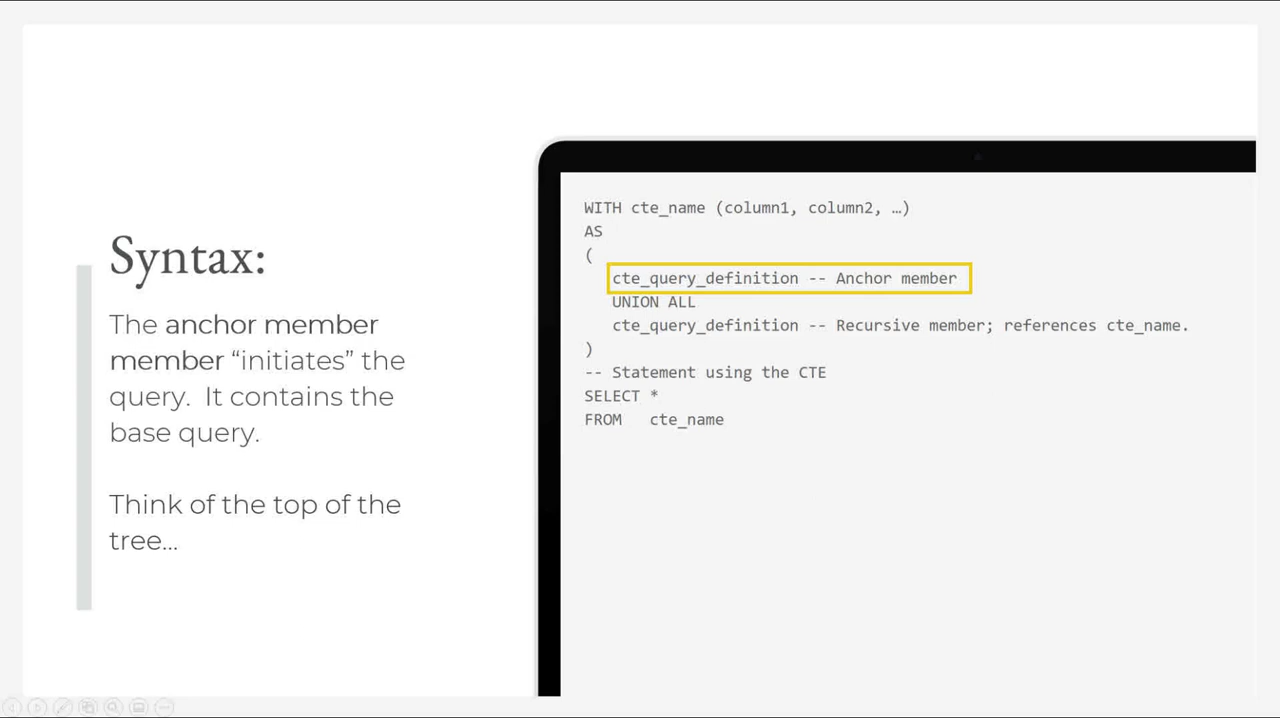 Syntax:
The anchor member
member “initiates” the
query.  It contains the
base query.
Think of the top of the
tree...
WITH cte_name (column1, column2, …)
AS
(
cte_query_definition -- Anchor member
UNION ALL
cte_query_definition -- Recursive member; references cte_name.
)
-- Statement using the CTE
SELECT *
FROM   cte_name